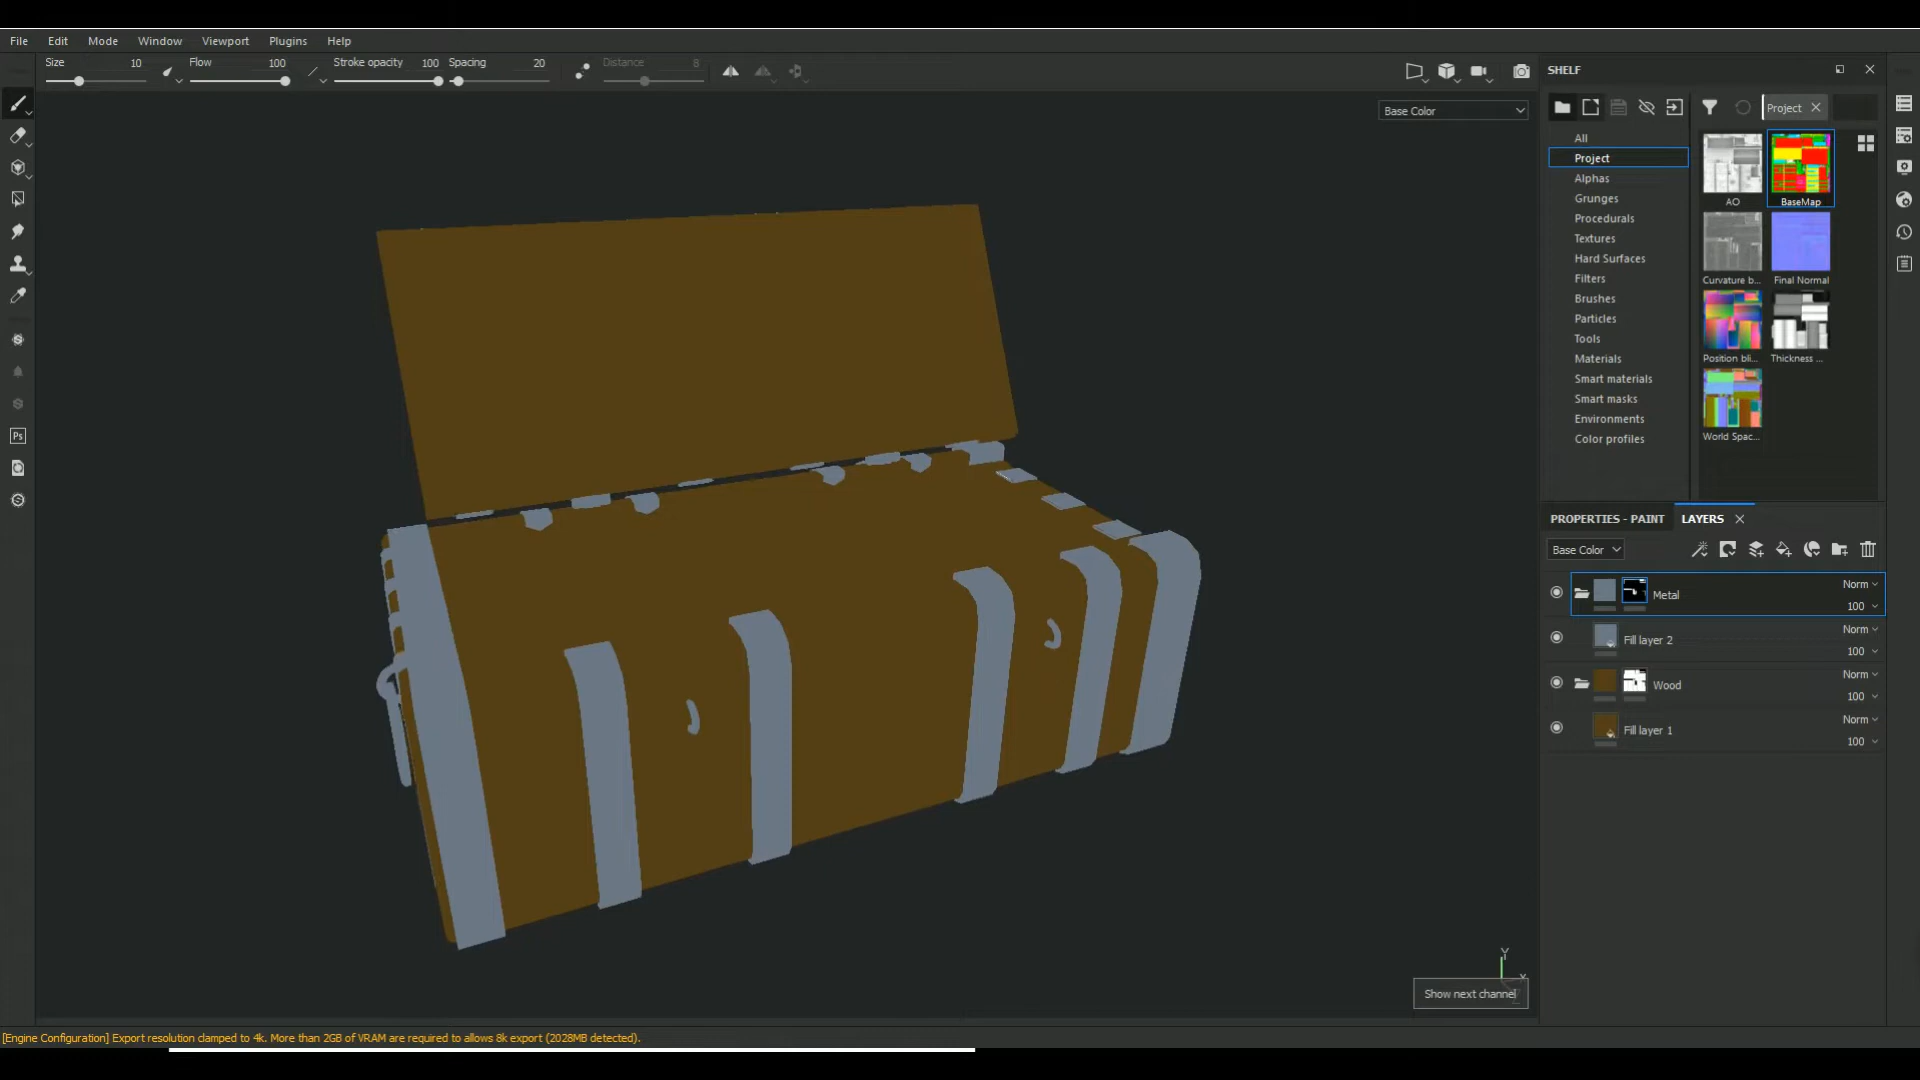 File Edit Mode Window Viewport Plugins Help
Size 10 Flow 100 Stroke opacity 100 Spacing 20 Distance 8
Base Color
SHELF
Project
All
Project
Alphas
Grunges
Procedurals
Textures
Hard Surfaces
Filters
Brushes
Particles
Tools
Materials
Smart materials
Smart masks
Environments
Color profiles
AO BaseMap
Curvature b... Final Normal
Position bli... Thickness ...
World Spac...
PROPERTIES - PAINT LAYERS
Base Color
Metal Norm 100
Fill layer 2 Norm 100
Wood Norm 100
Fill layer 1 Norm 100
Ps
Y
X
Show next channel
[Engine Configuration] Export resolution clamped to 4k. More than 2GB of VRAM are required to allows 8k export (2028MB detected).